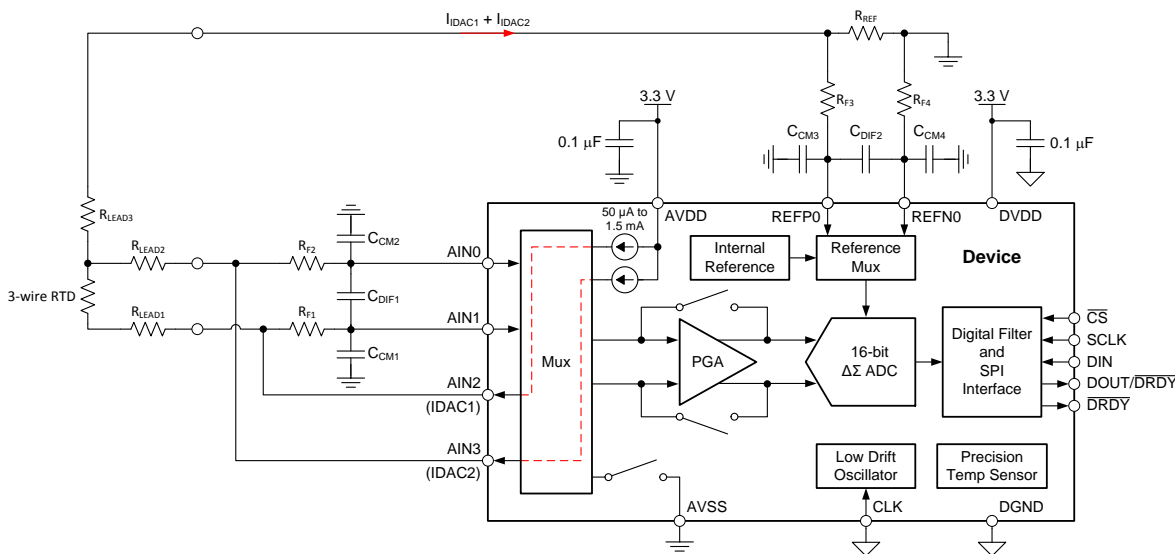 I_IDAC1 + I_IDAC2
R_REF
3.3 V
R_F3
R_F4
3.3 V
0.1 µF
C_CM3
C_DIF2
C_CM4
0.1 µF
R_LEAD3
50 µA to
1.5 mA
AVDD
REFP0
REFN0
DVDD
R_LEAD2
R_F2
C_CM2
AIN0
Internal
Reference
Reference
Mux
Device
3-wire RTD
C_DIF1
R_LEAD1
R_F1
AIN1
C_CM1
Mux
PGA
16-bit
ΔΣ ADC
Digital Filter
and
SPI
Interface
C̅S̅
SCLK
DIN
DOUT/D̅R̅D̅Y̅
D̅R̅D̅Y̅
AIN2
(IDAC1)
AIN3
(IDAC2)
Low Drift
Oscillator
Precision
Temp Sensor
AVSS
CLK
DGND